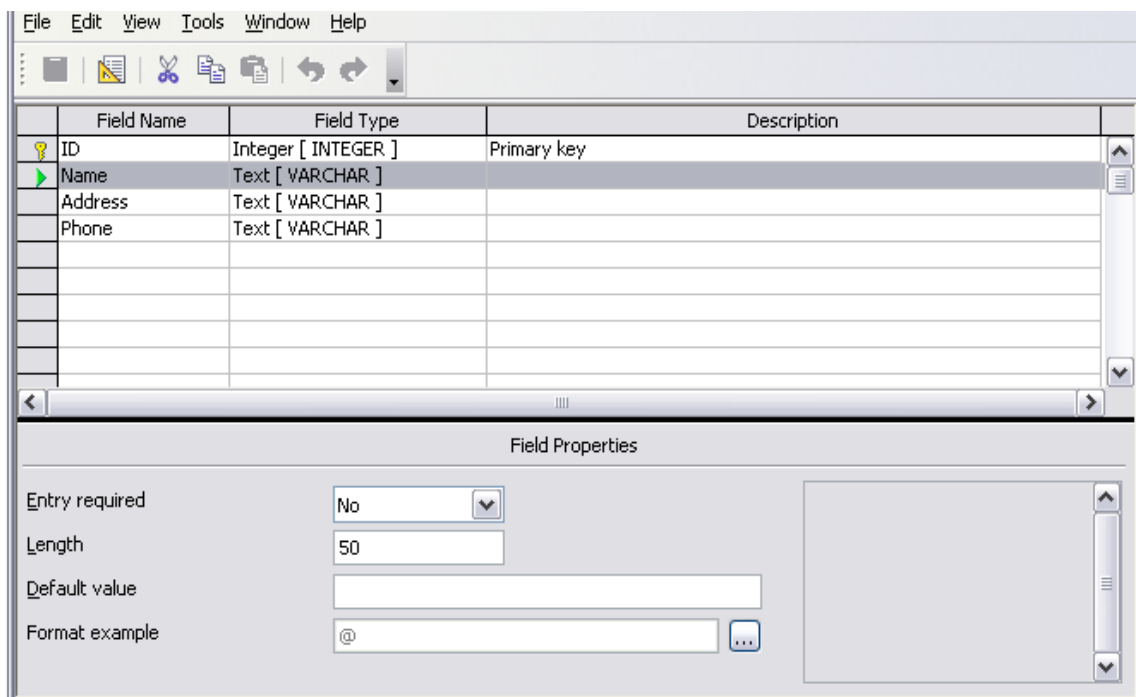 File Edit View Tools Window Help
Field Name Field Type Description
ID Integer [ INTEGER ] Primary key
Name Text [ VARCHAR ]
Address Text [ VARCHAR ]
Phone Text [ VARCHAR ]
Field Properties
Entry required No
Length 50
Default value
Format example @ ...